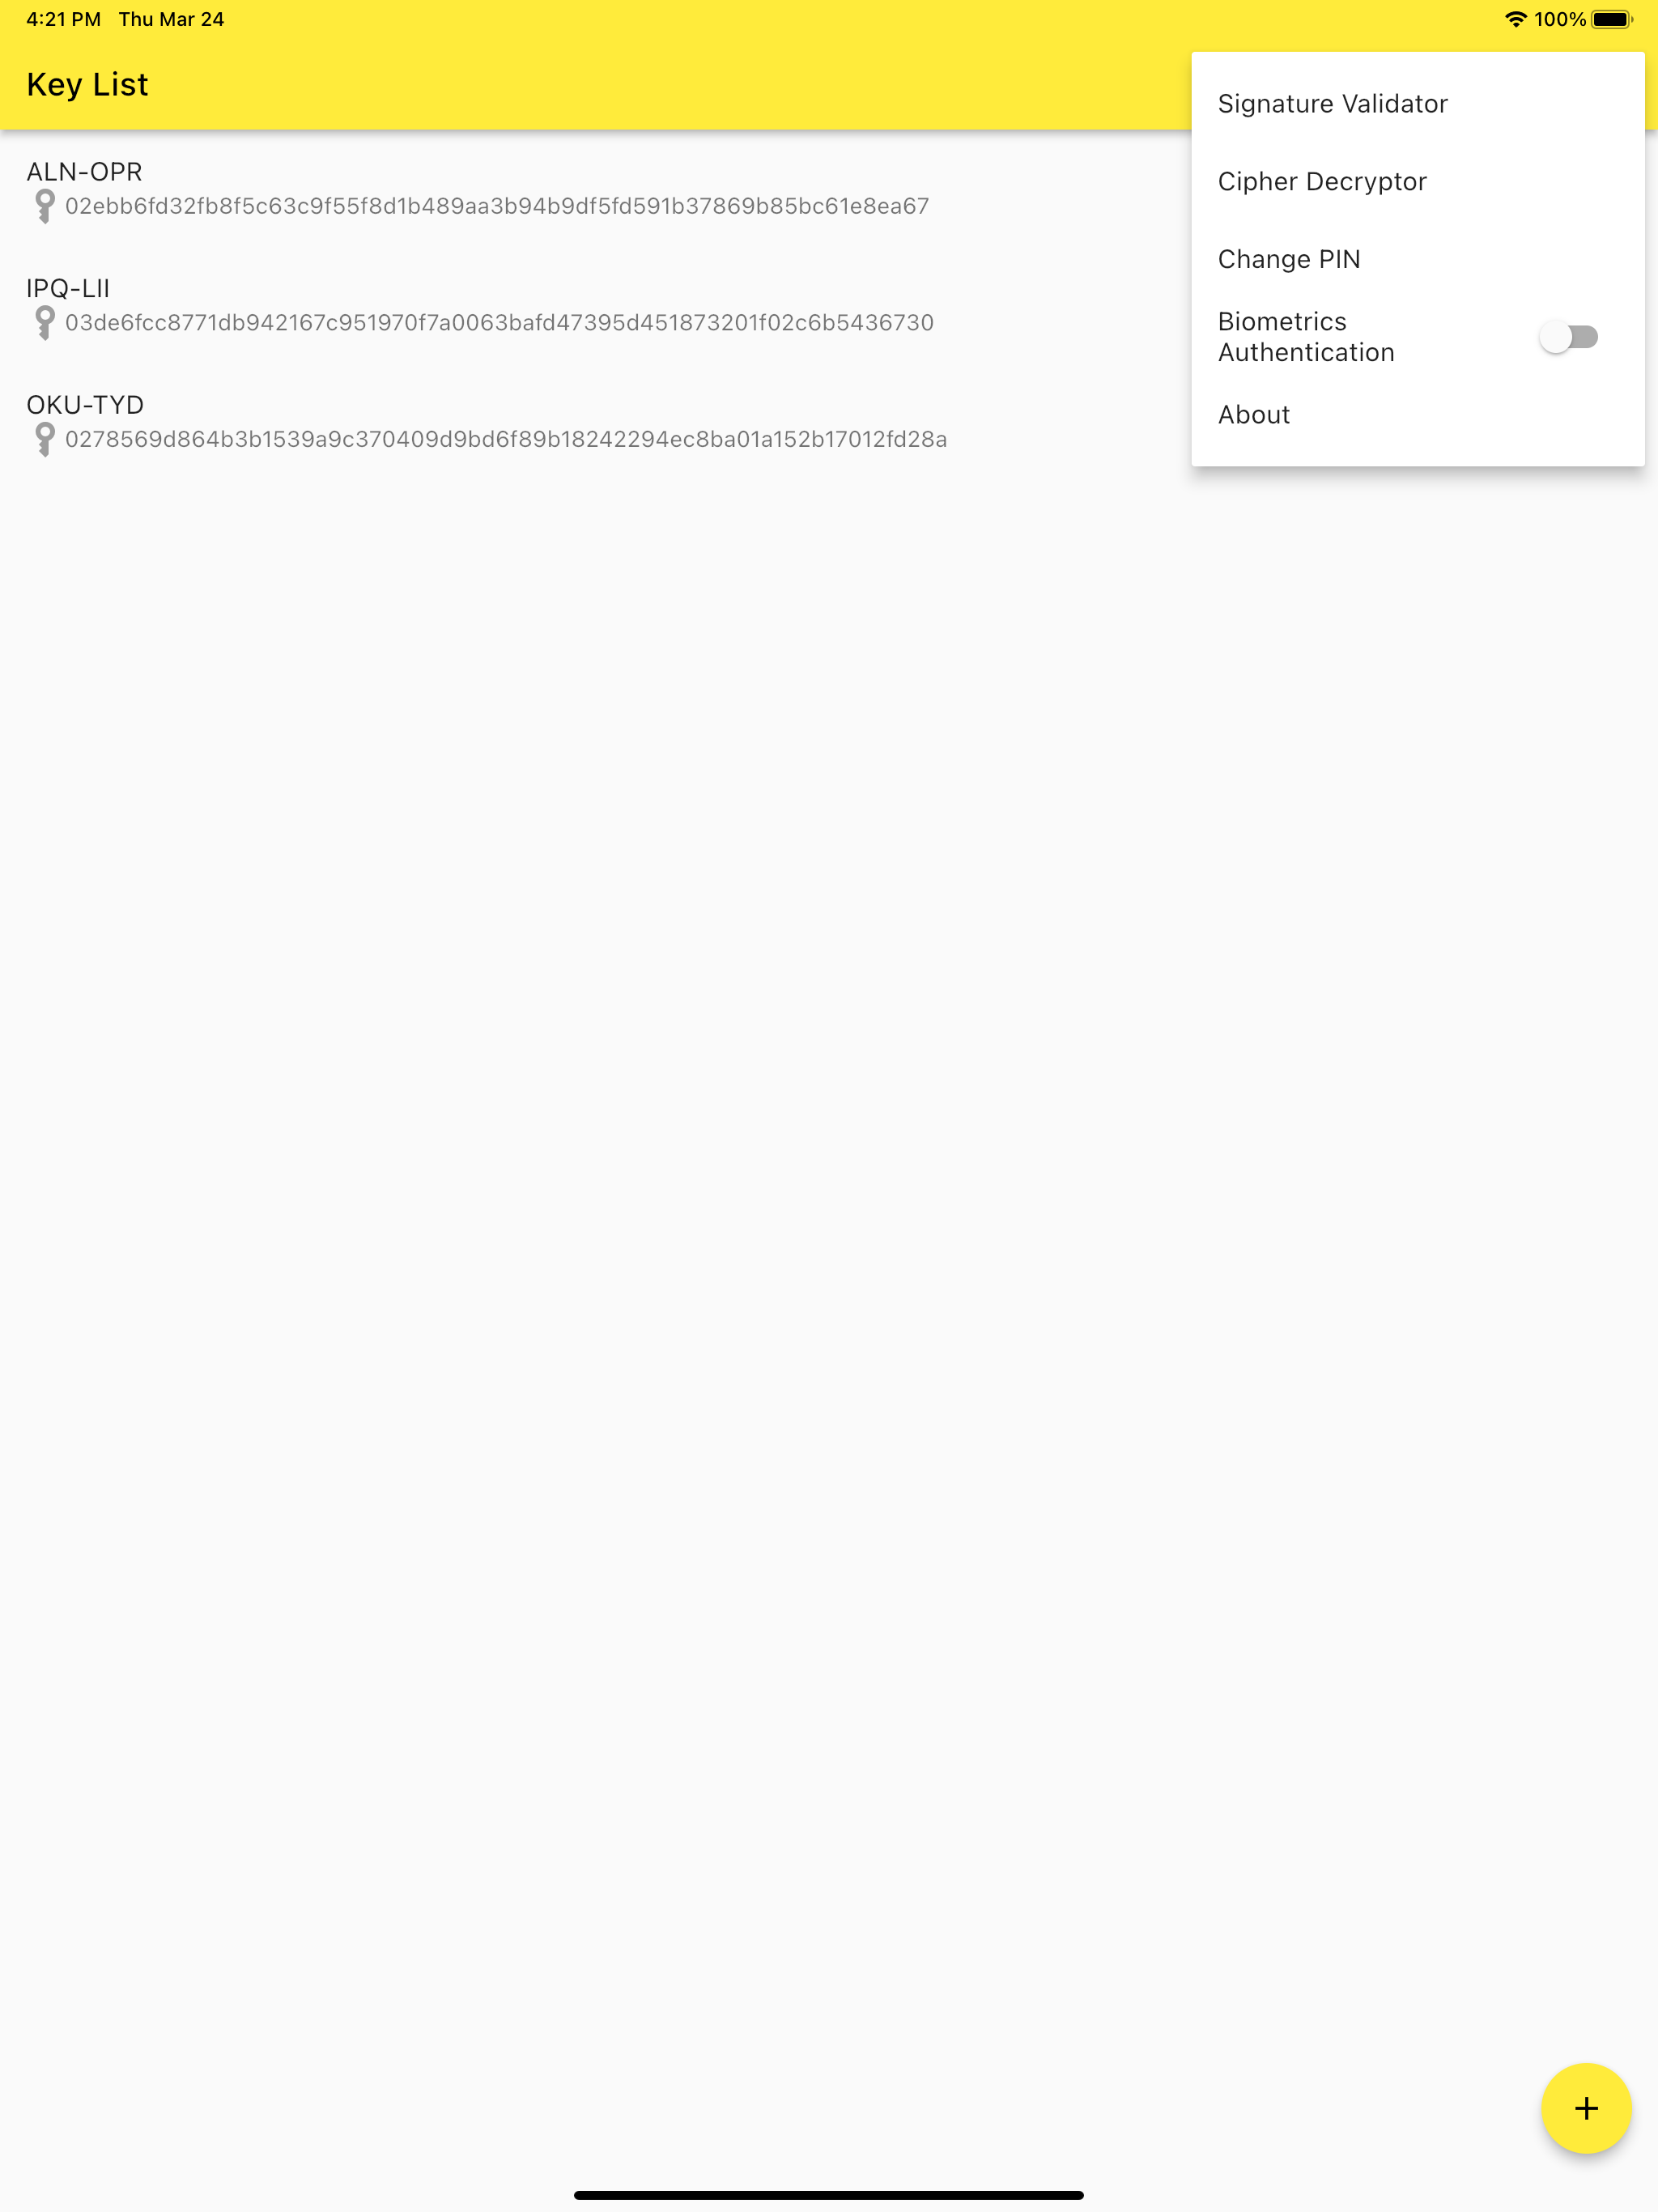 4:21 PM Thu Mar 24
100%
Key List
ALN-OPR
02ebb6fd32fb8f5c63c9f55f8d1b489aa3b94b9df5fd591b37869b85bc61e8ea67
IPQ-LII
03de6fcc8771db942167c951970f7a0063bafd47395d451873201f02c6b5436730
OKU-TYD
0278569d864b3b1539a9c370409d9bd6f89b18242294ec8ba01a152b17012fd28a
Signature Validator
Cipher Decryptor
Change PIN
Biometrics
Authentication
About